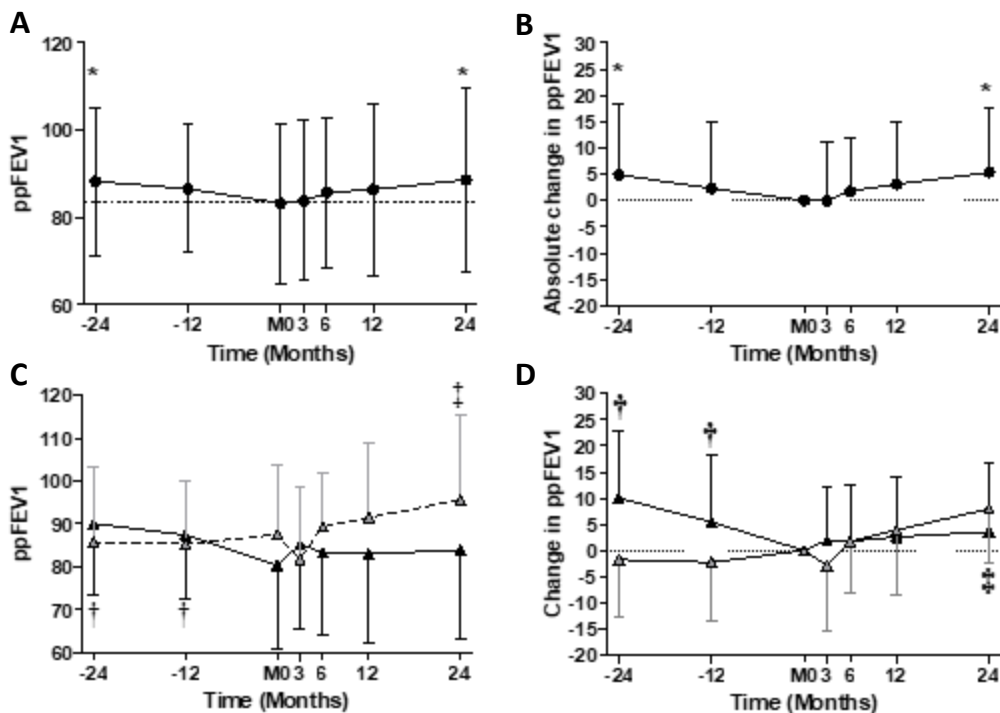 A
ppFEV1
120
100
80
60
*
*
-24 -12 M0 3 6 12 24
Time (Months)
B
Absolute change in ppFEV1
30
25
20
15
10
5
0
-5
-10
-15
-20
*
*
-24 -12 M0 3 6 12 24
Time (Months)
C
ppFEV1
120
110
100
90
80
70
60
‡
† †
-24 -12 M0 3 6 12 24
Time (Months)
D
Change in ppFEV1
30
25
20
15
10
5
0
-5
-10
-15
-20
†
†
‡
-24 -12 M0 3 6 12 24
Time (Months)